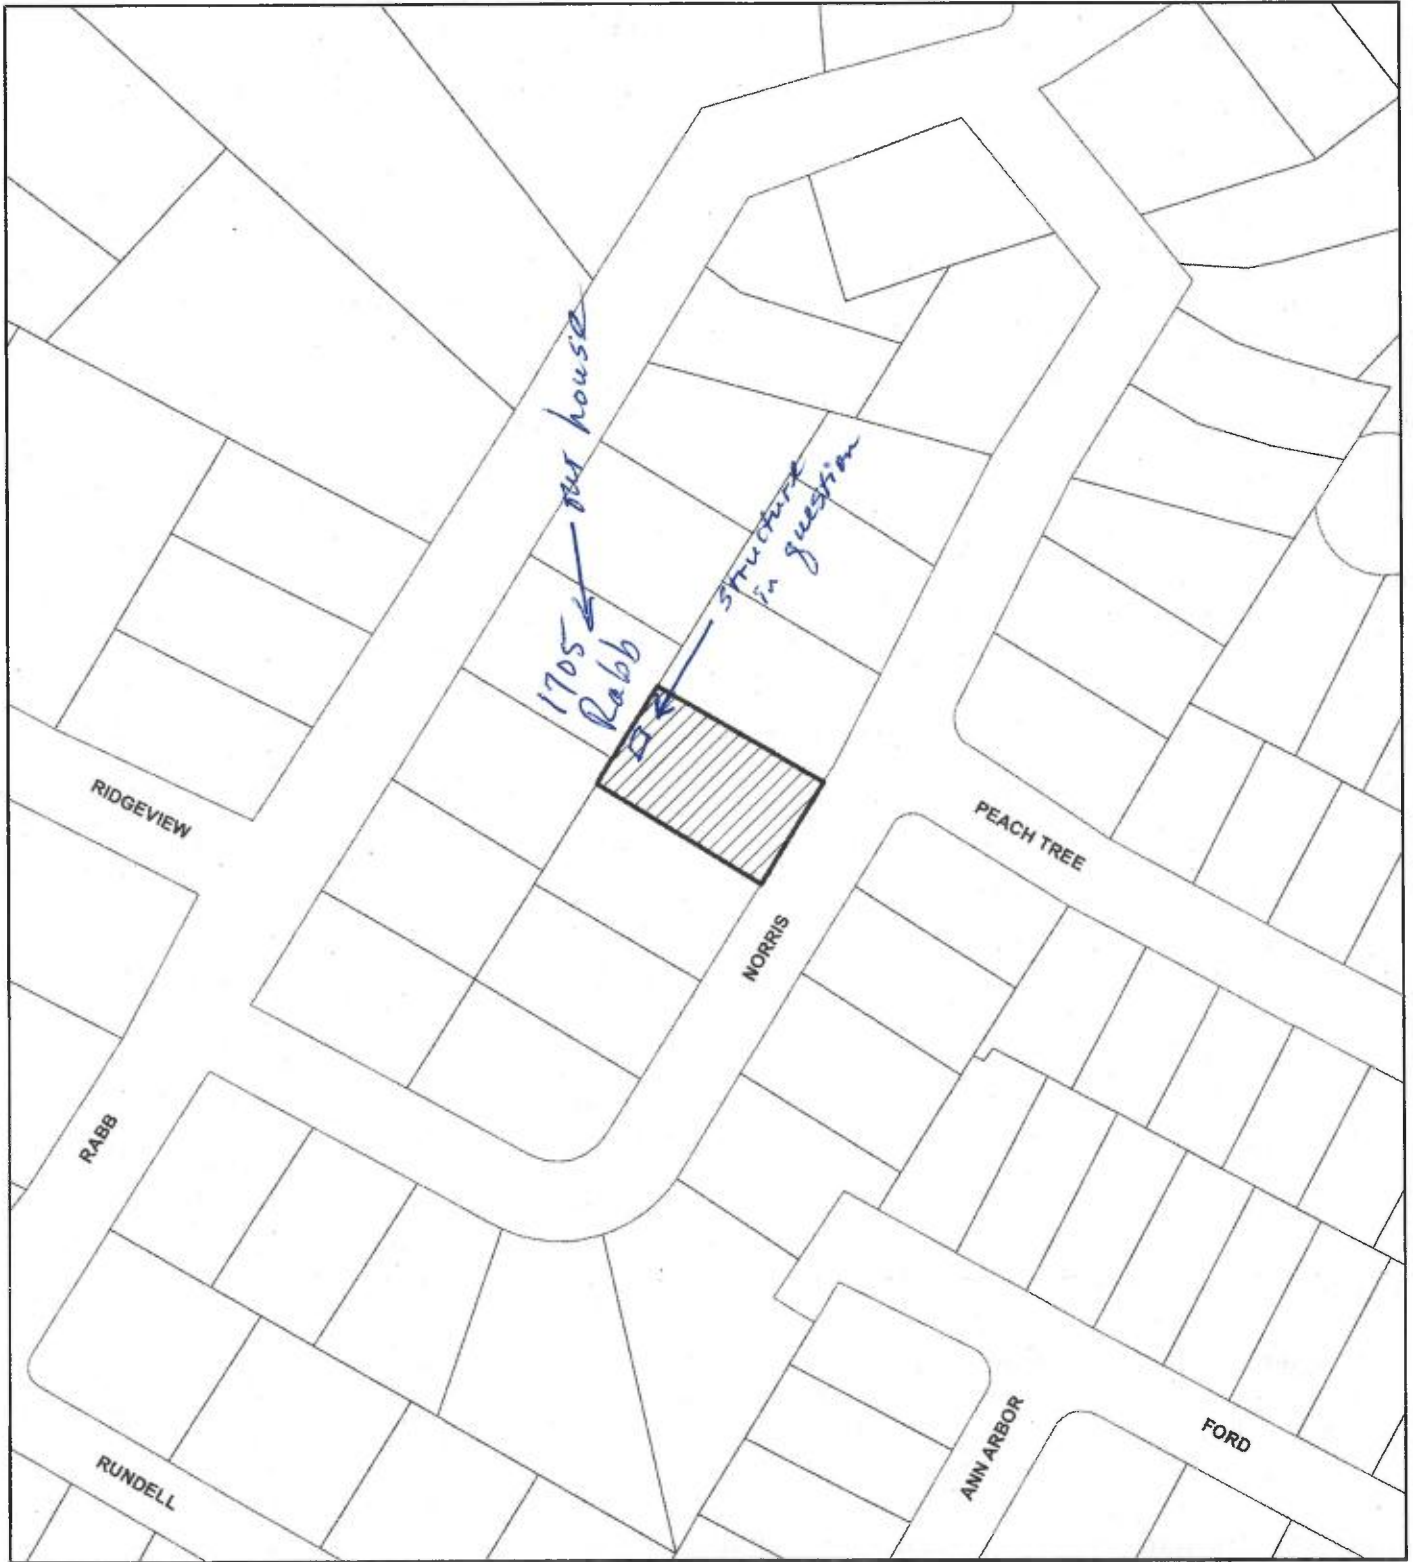 our house
structure
in question
1705
Rabb
RIDGEVIEW
PEACH TREE
NORRIS
RABB
ANN ARBOR
FORD
RUNDELL